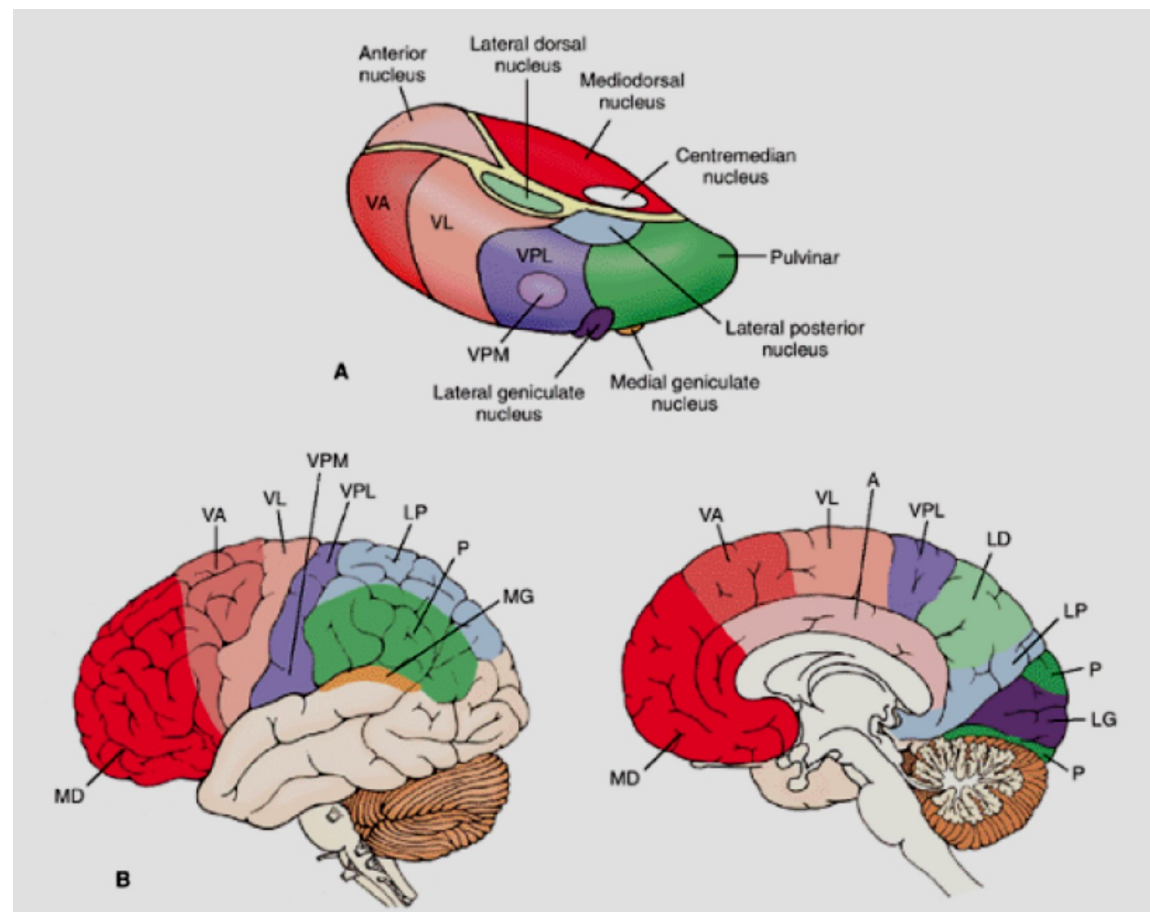 Anterior
nucleus
Lateral dorsal
nucleus
Mediodorsal
nucleus
Centremedian
nucleus
VA
VL
VPL
Pulvinar
VPM
Lateral posterior
nucleus
A
Lateral geniculate
nucleus
Medial geniculate
nucleus
VPM
VA
VL
VPL
LP
P
MG
MD
B
VA
VL
A
VPL
LD
LP
P
LG
P
MD